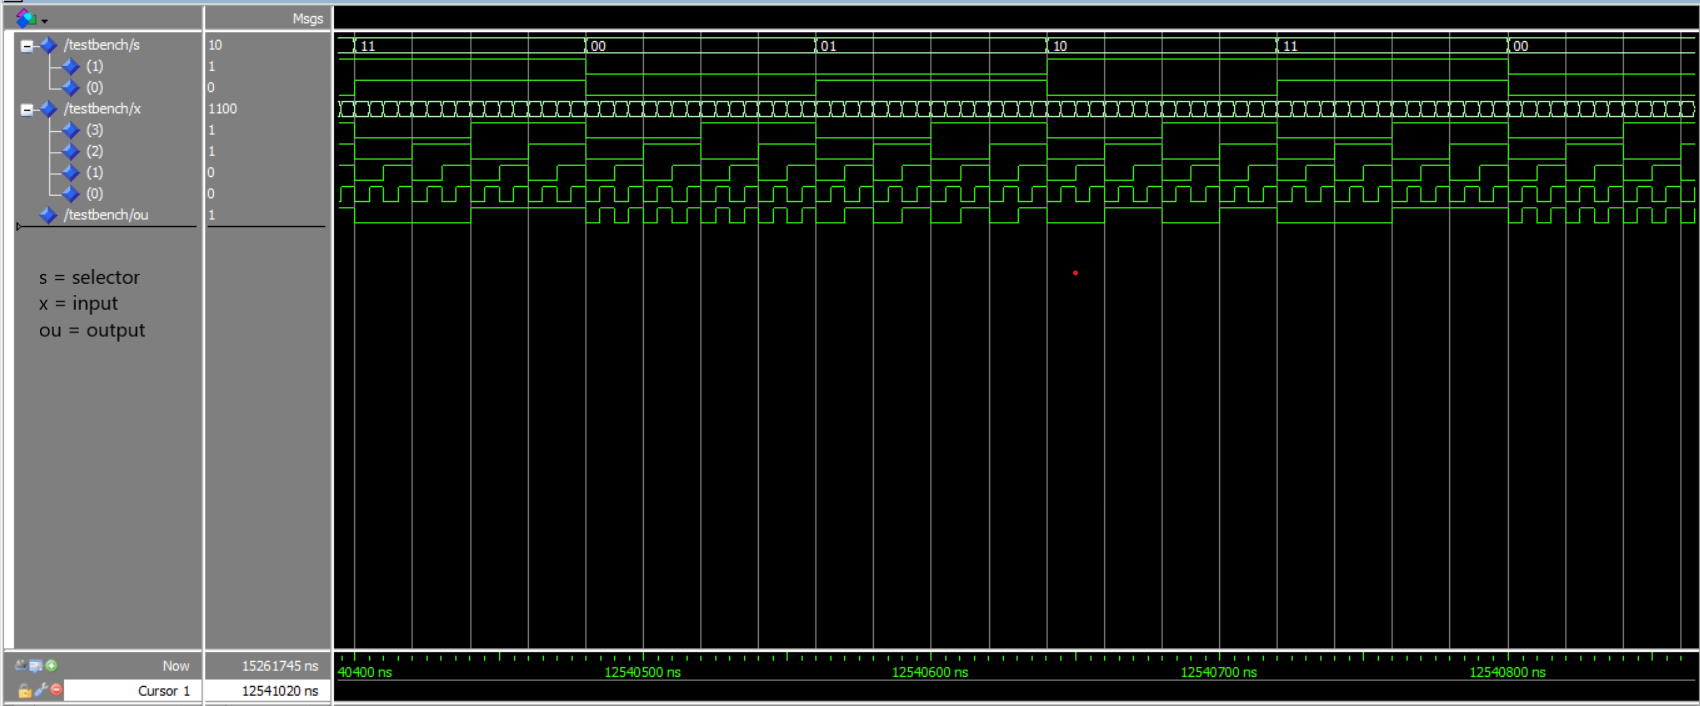 Msgs
/testbench/s 10 11 00 01 10 11 00
(1) 1
(0) 0
/testbench/x 1100
(3) 1
(2) 1
(1) 0
(0) 0
/testbench/ou 1
s = selector
x = input
ou = output
Now 15261745 ns 40400 ns 12540500 ns 12540600 ns 12540700 ns 12540800 ns
Cursor 1 12541020 ns